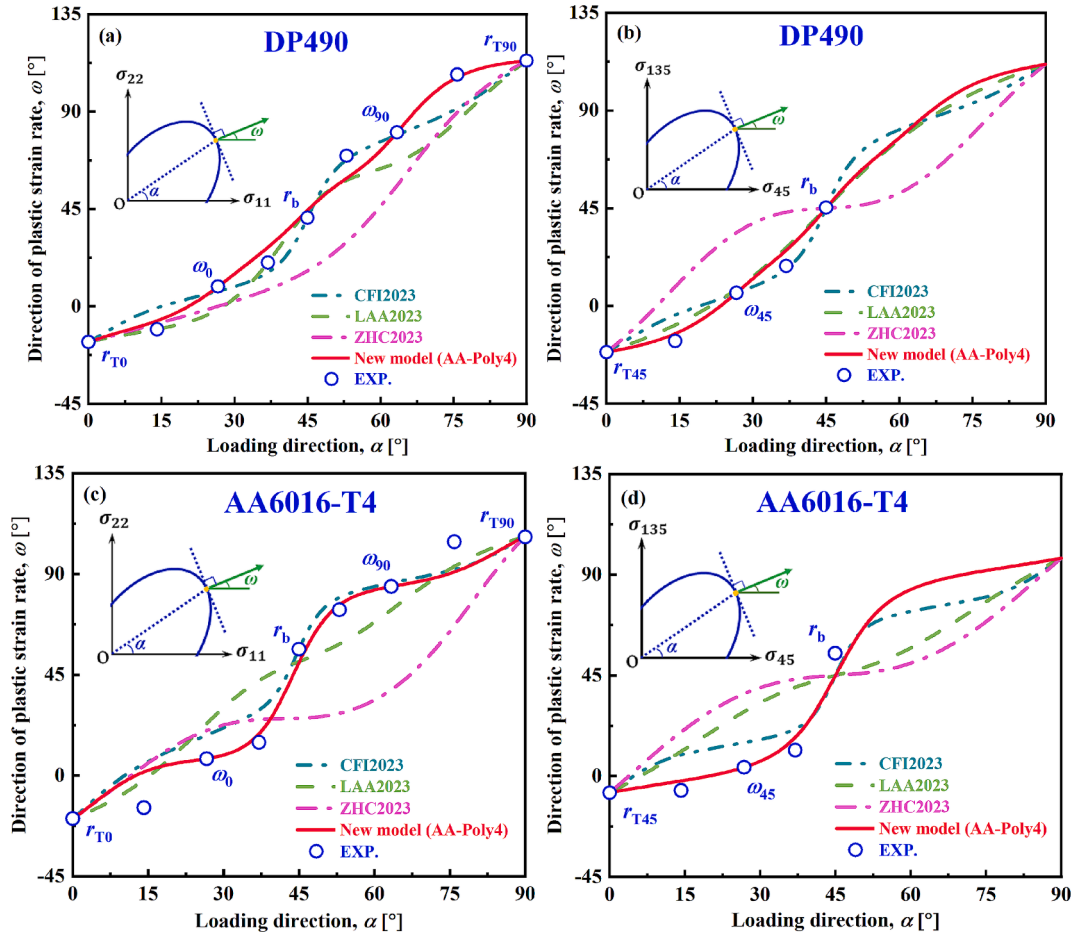 (a)
DP490
135
90
45
0
-45
Direction of plastic strain rate, ω [°]
σ22
ω
α
O
σ11
rT90
ω90
rb
ω0
rT0
CFI2023
LAA2023
ZHC2023
New model (AA-Poly4)
EXP.
0 15 30 45 60 75 90
Loading direction, α [°]
(b)
DP490
135
90
45
0
-45
Direction of plastic strain rate, ω [°]
σ135
ω
α
O
σ45
rb
ω45
rT45
CFI2023
LAA2023
ZHC2023
New model (AA-Poly4)
EXP.
0 15 30 45 60 75 90
Loading direction, α [°]
(c)
AA6016-T4
135
90
45
0
-45
Direction of plastic strain rate, ω [°]
σ22
ω
α
O
σ11
rT90
ω90
rb
ω0
rT0
CFI2023
LAA2023
ZHC2023
New model (AA-Poly4)
EXP.
0 15 30 45 60 75 90
Loading direction, α [°]
(d)
AA6016-T4
135
90
45
0
-45
Direction of plastic strain rate, ω [°]
σ135
ω
α
O
σ45
rb
ω45
rT45
CFI2023
LAA2023
ZHC2023
New model (AA-Poly4)
EXP.
0 15 30 45 60 75 90
Loading direction, α [°]